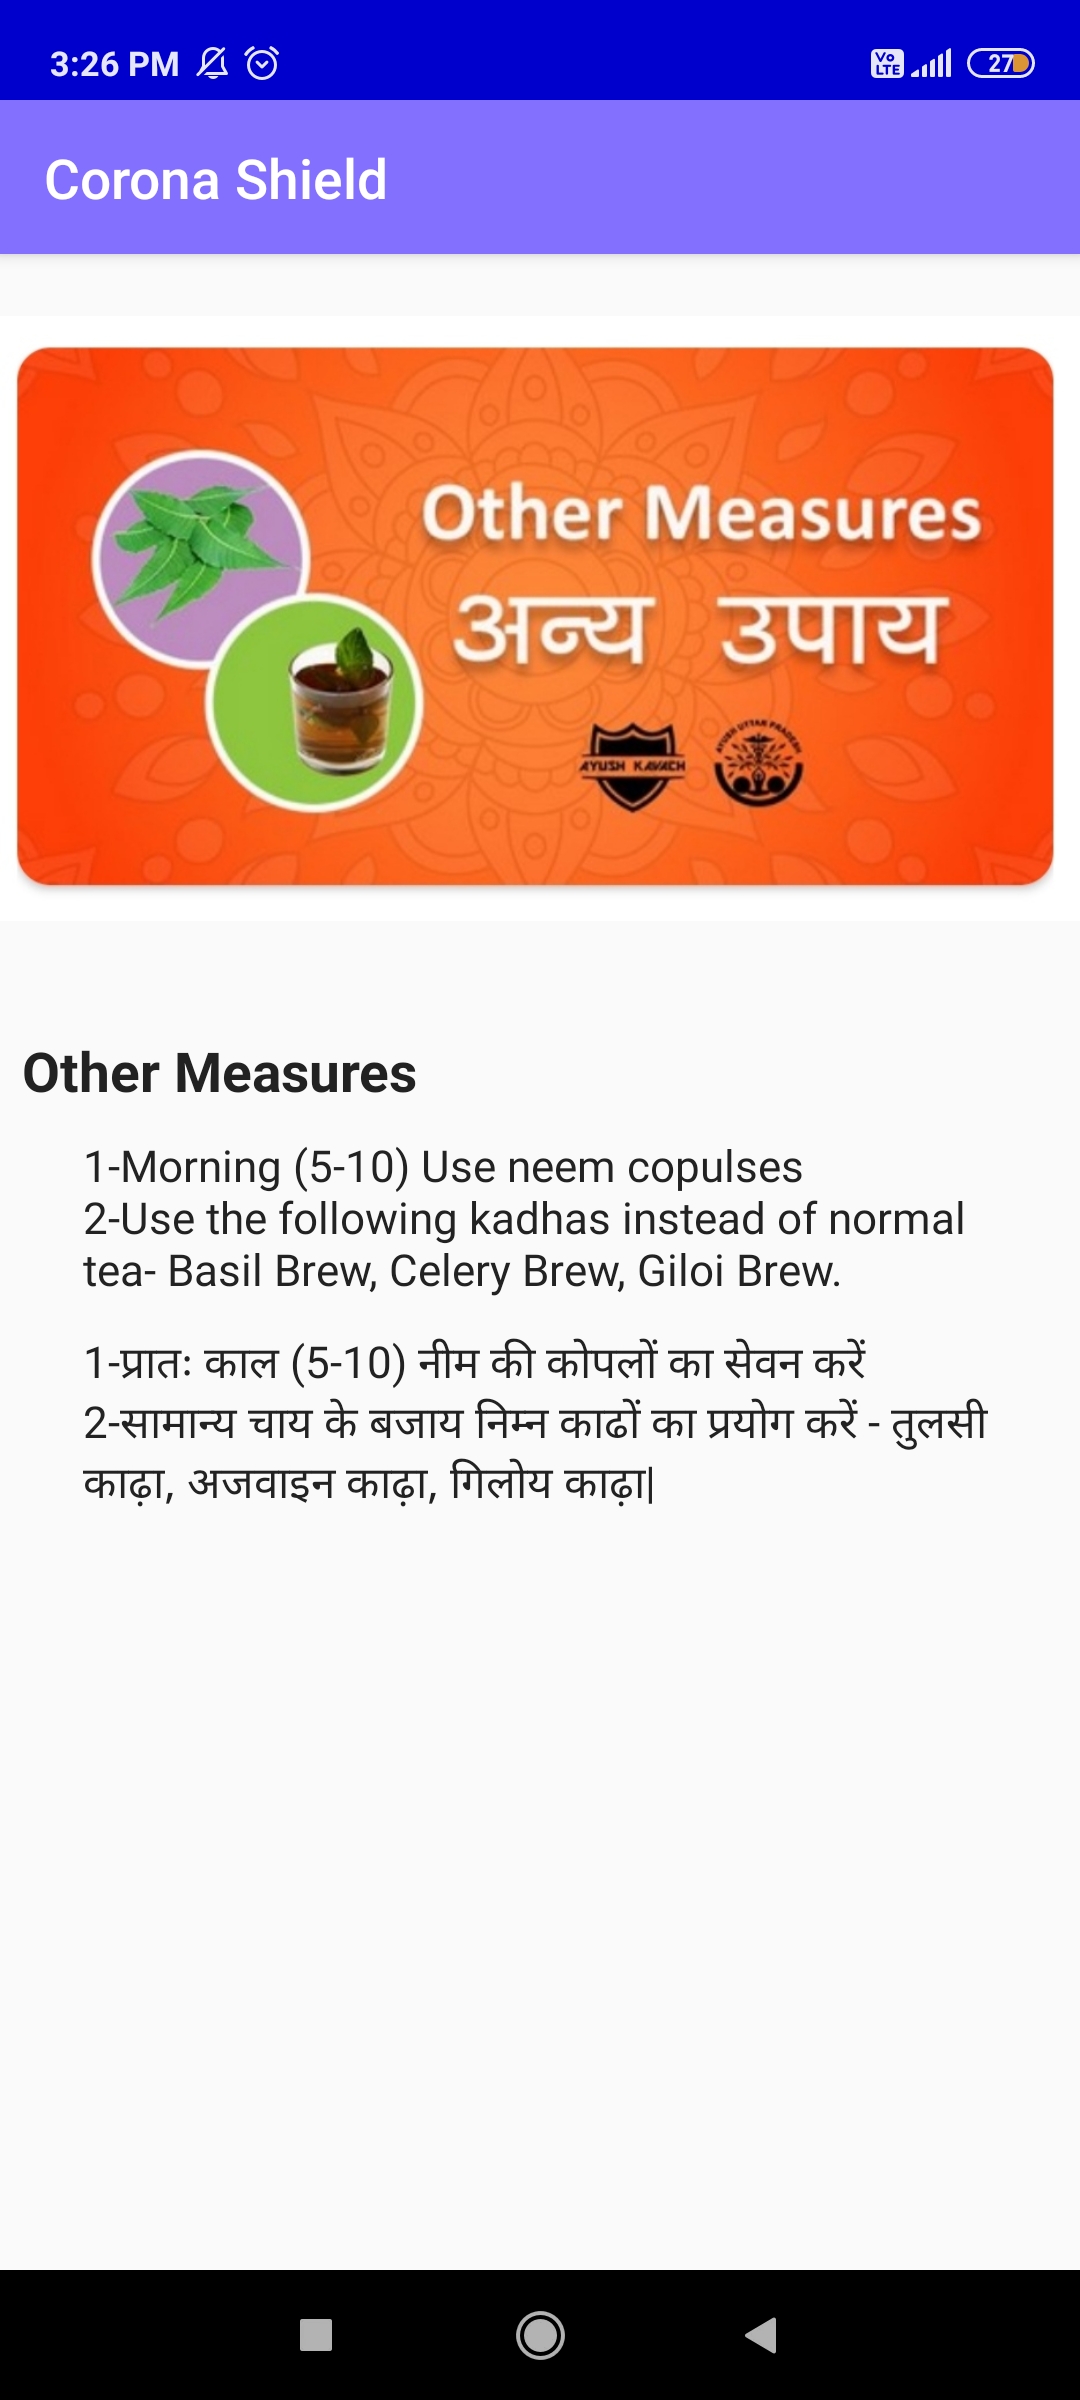 3:26 PM
Vo
LTE
27
Corona Shield
Other Measures
अन्य उपाय
AYUSH KAVACH
AYUSH UTTAR PRADESH
Other Measures
1-Morning (5-10) Use neem copulses
2-Use the following kadhas instead of normal
tea- Basil Brew, Celery Brew, Giloi Brew.
1-प्रातः काल (5-10) नीम की कोपलों का सेवन करें
2-सामान्य चाय के बजाय निम्न काढों का प्रयोग करें - तुलसी
काढ़ा, अजवाइन काढ़ा, गिलोय काढ़ा|